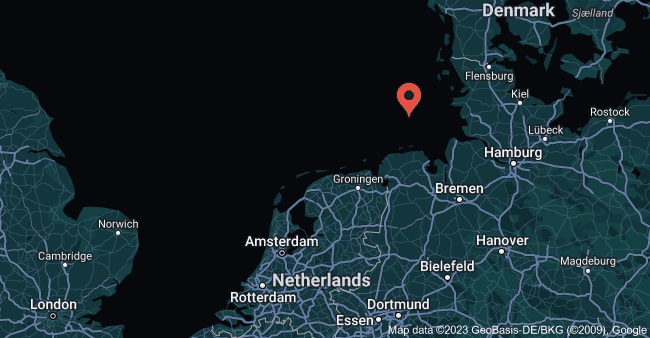 Denmark
Sjælland
Flensburg
Kiel
Rostock
Lübeck
Hamburg
Groningen
Bremen
Norwich
Amsterdam
Hanover
Cambridge
Bielefeld
Magdeburg
Netherlands
Rotterdam
London
Dortmund
Essen
Map data ©2023 GeoBasis-DE/BKG (©2009), Google